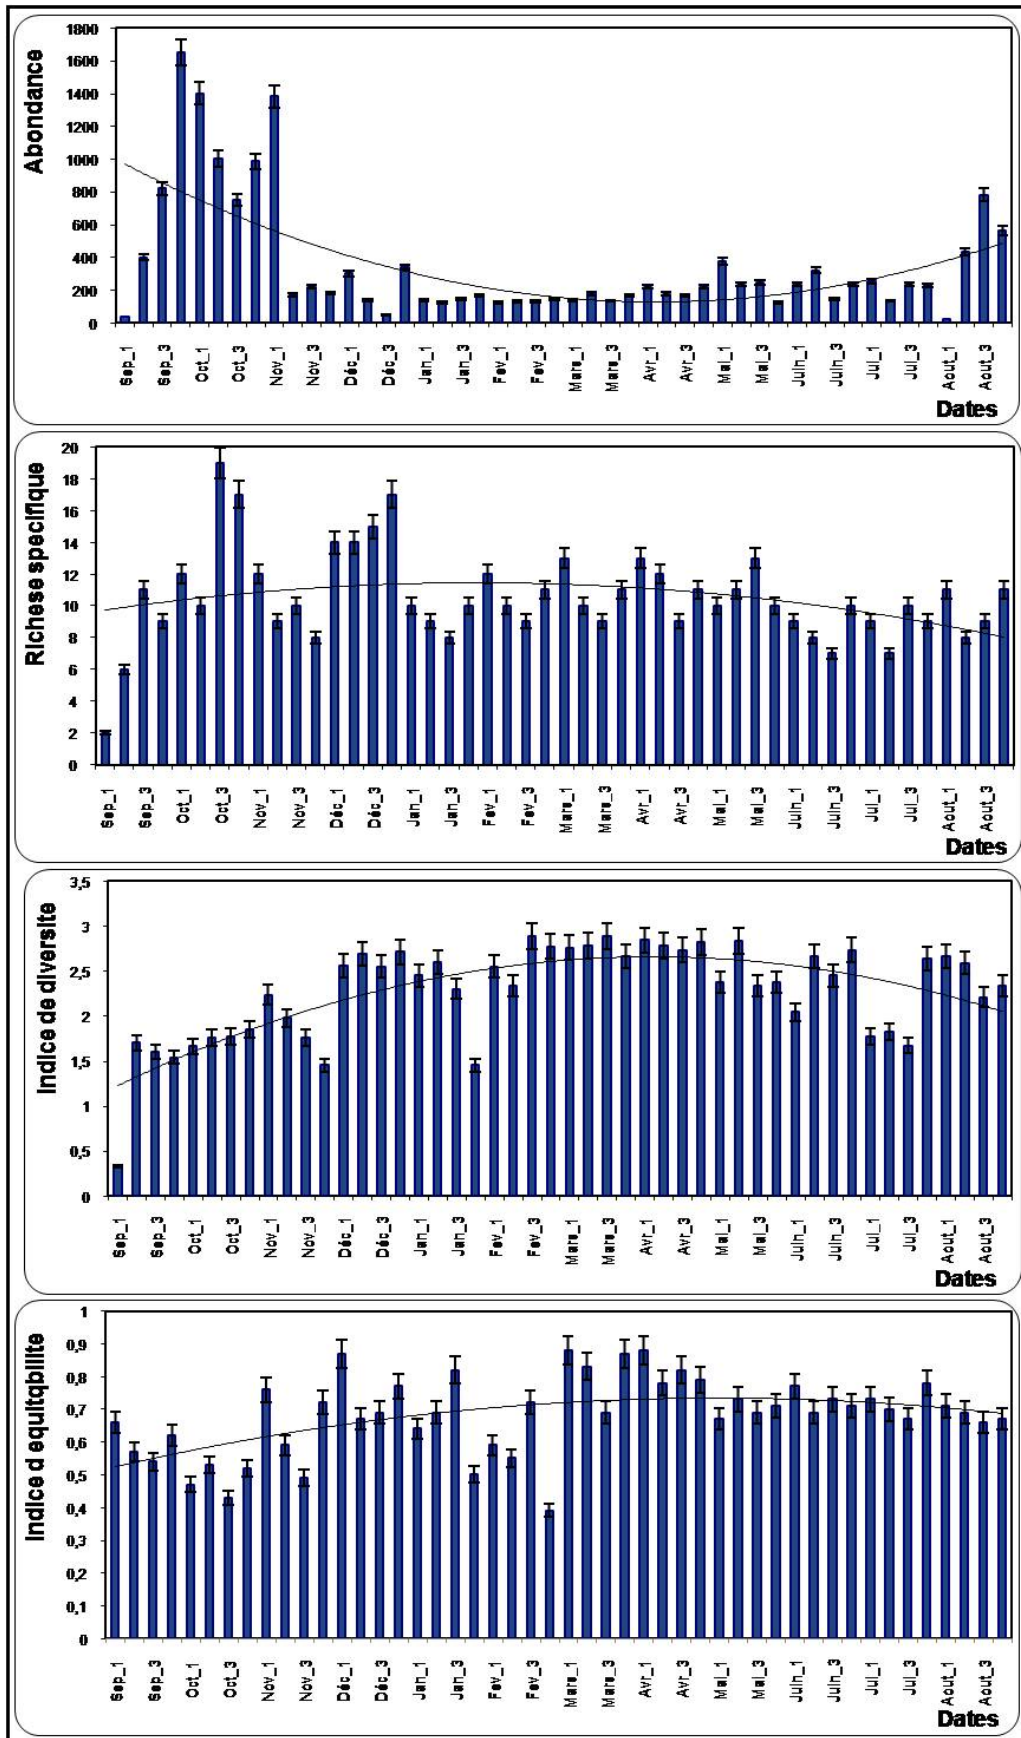 Abondance
1800
1600
1400
1200
1000
800
600
400
200
0
Sep_1
Sep_3
Oct_1
Oct_3
Nov_1
Nov_3
Déc_1
Déc_3
Jan_1
Jan_3
Fev_1
Fev_3
Mars_1
Mars_3
Avr_1
Avr_3
Mai_1
Mai_3
Juin_1
Juin_3
Jul_1
Jul_3
Aout_1
Aout_3
Dates
Richese specifique
20
18
16
14
12
10
8
6
4
2
0
Sep_1
Sep_3
Oct_1
Oct_3
Nov_1
Nov_3
Déc_1
Déc_3
Jan_1
Jan_3
Fev_1
Fev_3
Mars_1
Mars_3
Avr_1
Avr_3
Mai_1
Mai_3
Juin_1
Juin_3
Jul_1
Jul_3
Aout_1
Aout_3
Dates
Indice de diversite
3,5
3
2,5
2
1,5
1
0,5
0
Sep_1
Sep_3
Oct_1
Oct_3
Nov_1
Nov_3
Déc_1
Déc_3
Jan_1
Jan_3
Fev_1
Fev_3
Mars_1
Mars_3
Avr_1
Avr_3
Mai_1
Mai_3
Juin_1
Juin_3
Jul_1
Jul_3
Aout_1
Aout_3
Dates
Indice d equitqbilite
1
0,9
0,8
0,7
0,6
0,5
0,4
0,3
0,2
0,1
0
Sep_1
Sep_3
Oct_1
Oct_3
Nov_1
Nov_3
Déc_1
Déc_3
Jan_1
Jan_3
Fev_1
Fev_3
Mars_1
Mars_3
Avr_1
Avr_3
Mai_1
Mai_3
Juin_1
Juin_3
Jul_1
Jul_3
Aout_1
Aout_3
Dates